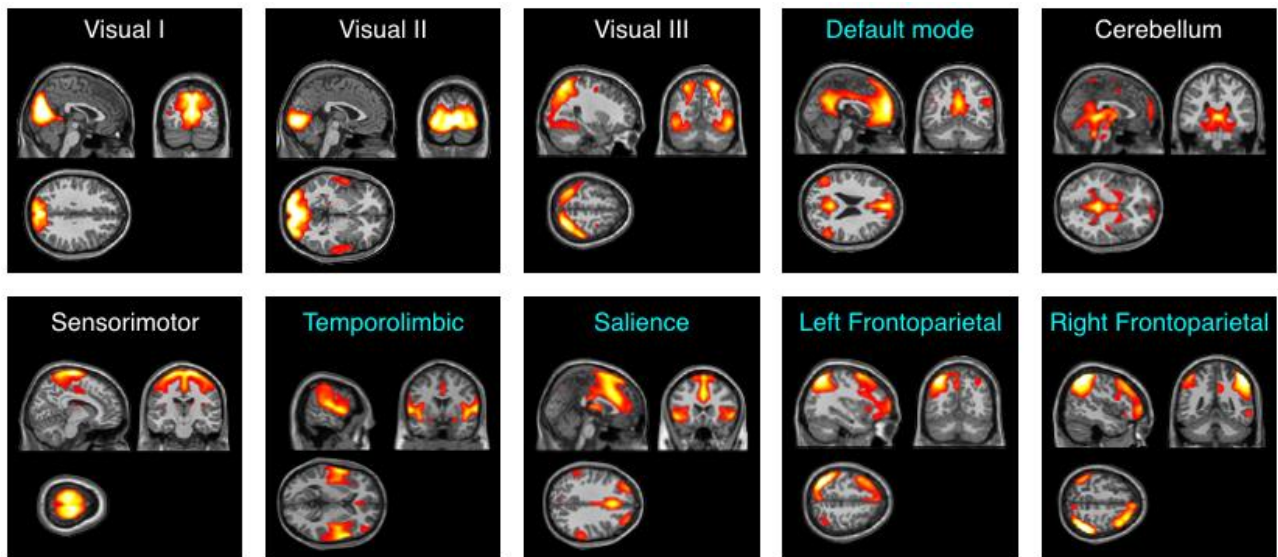 Visual I
Visual II
Visual III
Default mode
Cerebellum
Sensorimotor
Temporolimbic
Salience
Left Frontoparietal
Right Frontoparietal